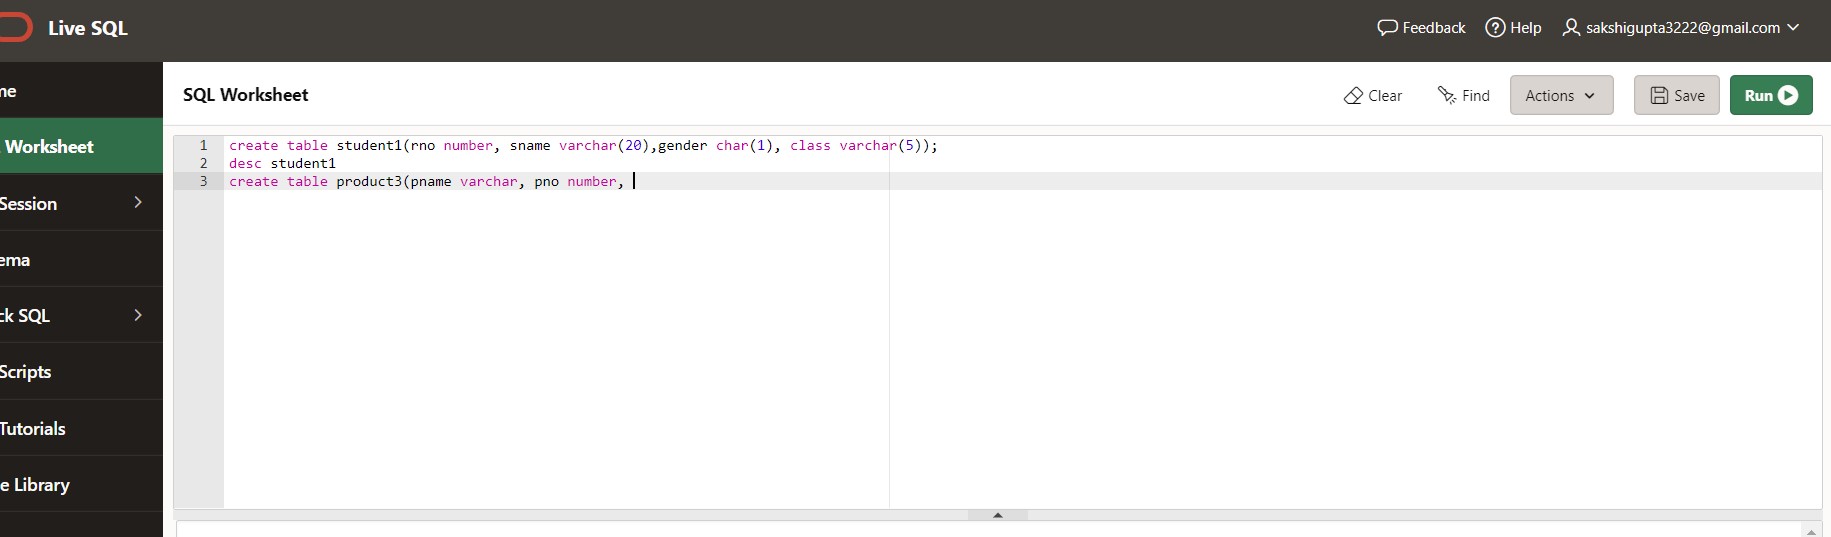 Live SQL
Feedback
Help
sakshigupta3222@gmail.com
me
Worksheet
Session
ema
ck SQL
Scripts
Tutorials
e Library
SQL Worksheet
Clear
Find
Actions
Save
Run
1 create table student1(rno number, sname varchar(20),gender char(1), class varchar(5));
2 desc student1
3 create table product3(pname varchar, pno number,